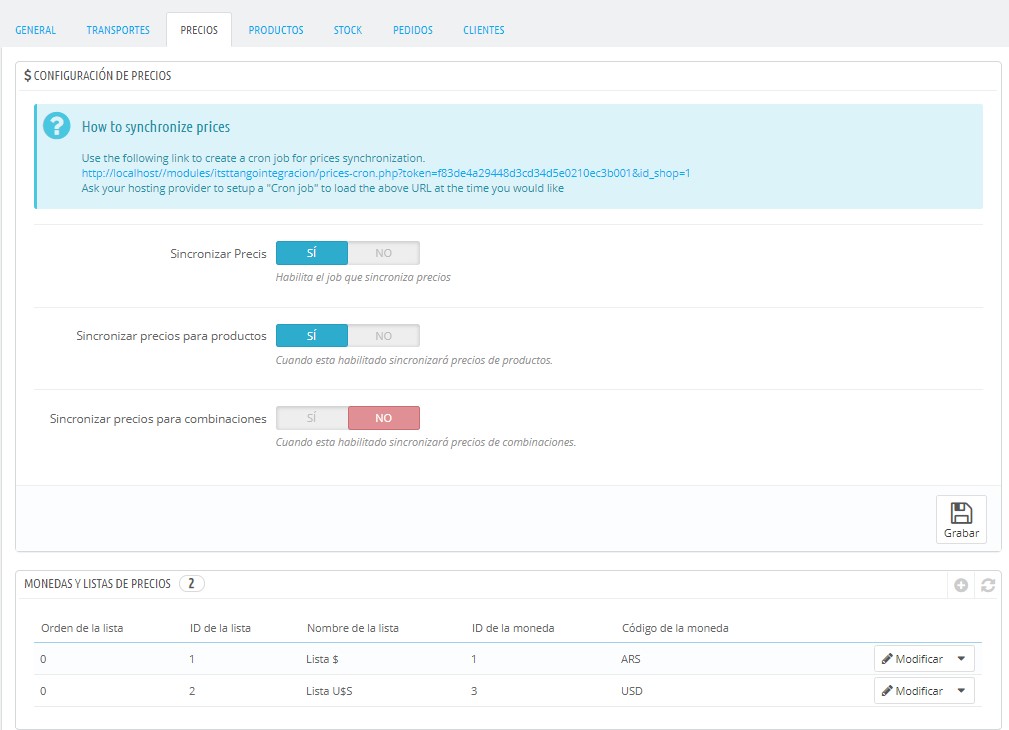 GENERAL TRANSPORTES PRECIOS PRODUCTOS STOCK PEDIDOS CLIENTES
$ CONFIGURACIÓN DE PRECIOS
? How to synchronize prices
Use the following link to create a cron job for prices synchronization.
http://localhost//modules/itsttangointegracion/prices-cron.php?token=f83de4a29448d3cd34d5e0210ec3b001&id_shop=1
Ask your hosting provider to setup a "Cron job" to load the above URL at the time you would like
Sincronizar Precis SÍ NO
Habilita el job que sincroniza precios
Sincronizar precios para productos SÍ NO
Cuando esta habilitado sincronizará precios de productos.
Sincronizar precios para combinaciones SÍ NO
Cuando esta habilitado sincronizará precios de combinaciones.
Grabar
MONEDAS Y LISTAS DE PRECIOS 2
Orden de la lista ID de la lista Nombre de la lista ID de la moneda Código de la moneda
0 1 Lista $ 1 ARS Modificar
0 2 Lista U$S 3 USD Modificar